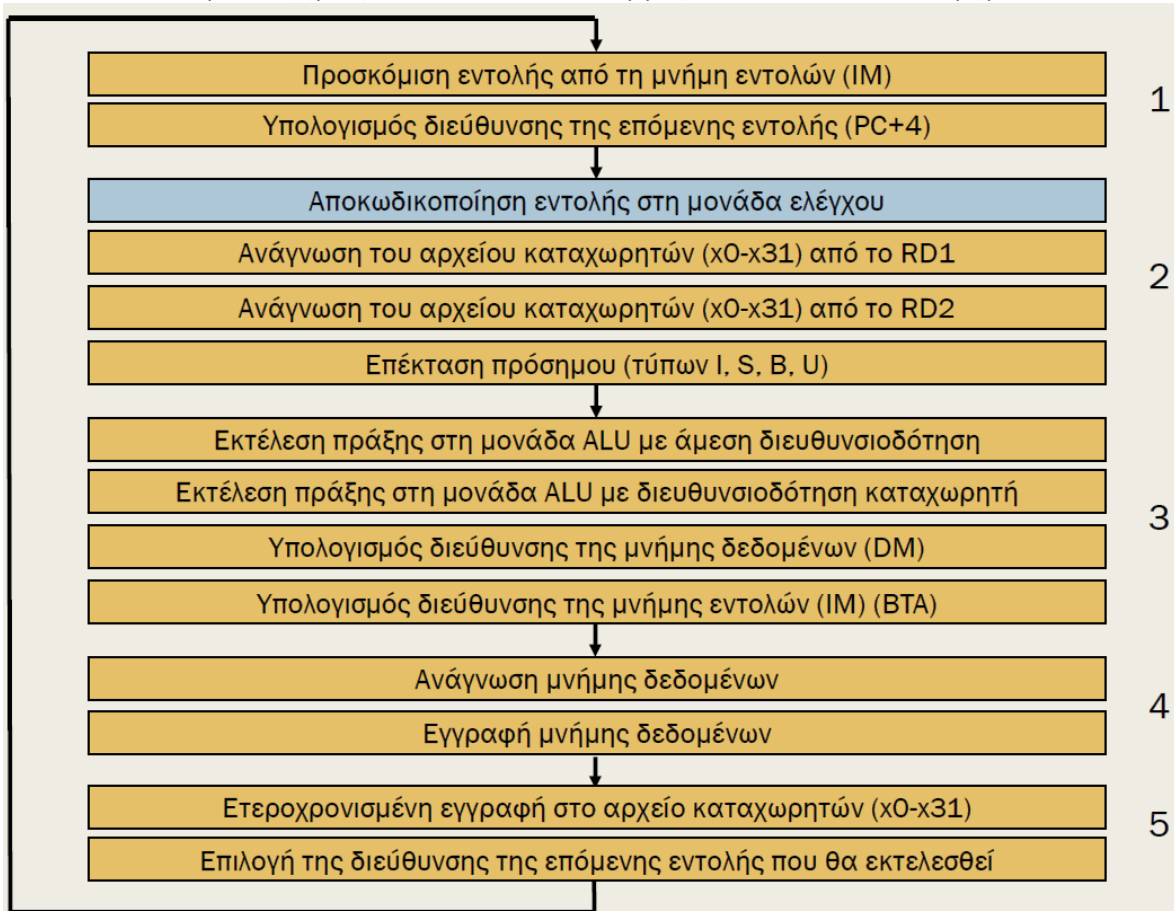 Προσκόμιση εντολής από τη μνήμη εντολών (IM)
Υπολογισμός διεύθυνσης της επόμενης εντολής (PC+4)
1
Αποκωδικοποίηση εντολής στη μονάδα ελέγχου
Ανάγνωση του αρχείου καταχωρητών (x0-x31) από το RD1
Ανάγνωση του αρχείου καταχωρητών (x0-x31) από το RD2
Επέκταση πρόσημου (τύπων I, S, B, U)
2
Εκτέλεση πράξης στη μονάδα ALU με άμεση διευθυνσιοδότηση
Εκτέλεση πράξης στη μονάδα ALU με διευθυνσιοδότηση καταχωρητή
Υπολογισμός διεύθυνσης της μνήμης δεδομένων (DM)
Υπολογισμός διεύθυνσης της μνήμης εντολών (IM) (BTA)
3
Ανάγνωση μνήμης δεδομένων
Εγγραφή μνήμης δεδομένων
4
Ετεροχρονισμένη εγγραφή στο αρχείο καταχωρητών (x0-x31)
Επιλογή της διεύθυνσης της επόμενης εντολής που θα εκτελεσθεί
5